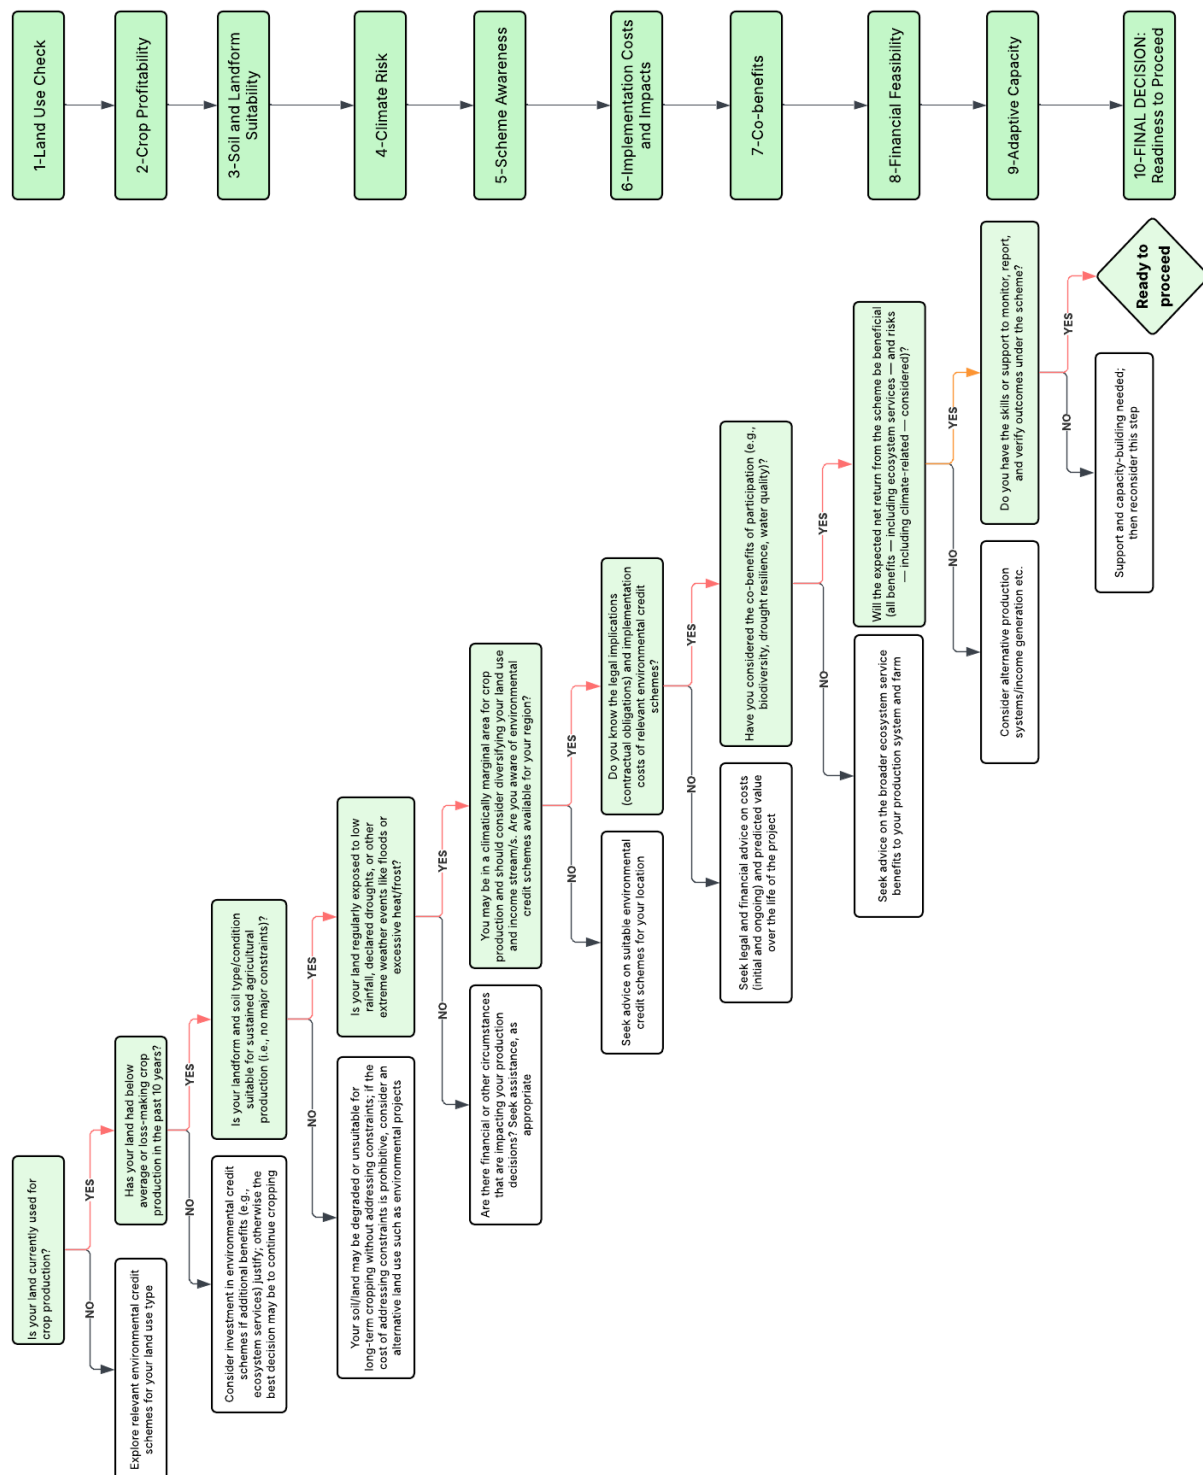 1-Land Use Check
2-Crop Profitability
3-Soil and Landform
Suitability
4-Climate Risk
5-Scheme Awareness
6-Implementation Costs
and Impacts
7-Co-benefits
8-Financial Feasibility
9-Adaptive Capacity
10-FINAL DECISION:
Readiness to Proceed
Is your land currently used for
crop production?
YES
NO
Explore relevant environmental credit
schemes for your land use type
Has your land had below
average or loss-making crop
production in the past 10 years?
YES
NO
Consider investment in environmental credit
schemes if additional benefits (e.g.,
ecosystem services) justify; otherwise the
best decision may be to continue cropping
Is your landform and soil type/condition
suitable for sustained agricultural
production (i.e., no major constraints)?
YES
NO
Your soil/land may be degraded or unsuitable for
long-term cropping without addressing constraints; if the
cost of addressing constraints is prohibitive, consider an
alternative land use such as environmental projects
Is your land regularly exposed to low
rainfall, declared droughts, or other
extreme weather events like floods or
excessive heat/frost?
YES
NO
Are there financial or other circumstances
that are impacting your production
decisions? Seek assistance, as
appropriate
You may be in a climatically marginal area for crop
production and should consider diversifying your land use
and income stream/s. Are you aware of environmental
credit schemes available for your region?
YES
NO
Seek advice on suitable environmental
credit schemes for your location
Do you know the legal implications
(contractual obligations) and implementation
costs of relevant environmental credit
schemes?
YES
NO
Seek legal and financial advice on costs
(initial and ongoing) and predicted value
over the life of the project
Have you considered the co-benefits of participation (e.g.,
biodiversity, drought resilience, water quality)?
YES
NO
Seek advice on the broader ecosystem service
benefits to your production system and farm
Will the expected net return from the scheme be beneficial
(all benefits — including ecosystem services — and risks
— including climate-related — considered)?
YES
NO
Consider alternative production
systems/income generation etc.
Do you have the skills or support to monitor, report,
and verify outcomes under the scheme?
YES
NO
Support and capacity-building needed;
then reconsider this step
Ready to
proceed